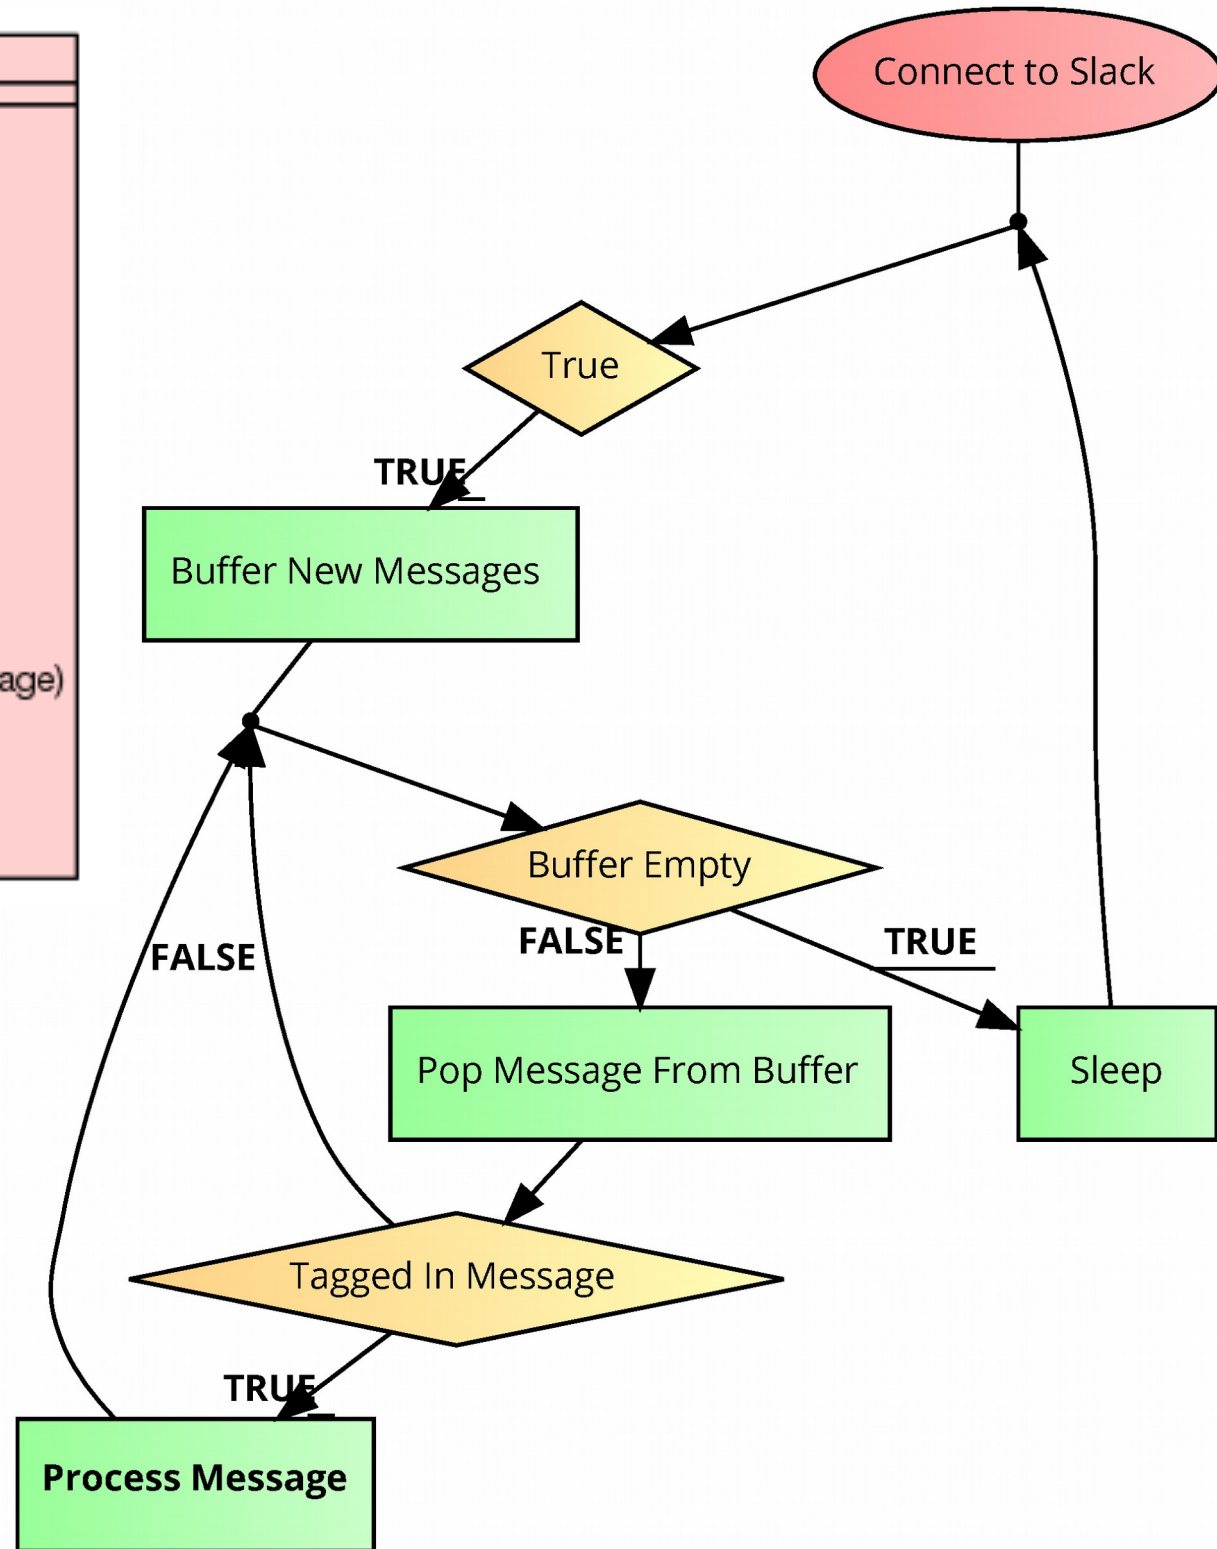 Connect to Slack
True
TRUE
Buffer New Messages
age)
Buffer Empty
FALSE
TRUE
FALSE
Pop Message From Buffer
Sleep
Tagged In Message
TRUE
Process Message